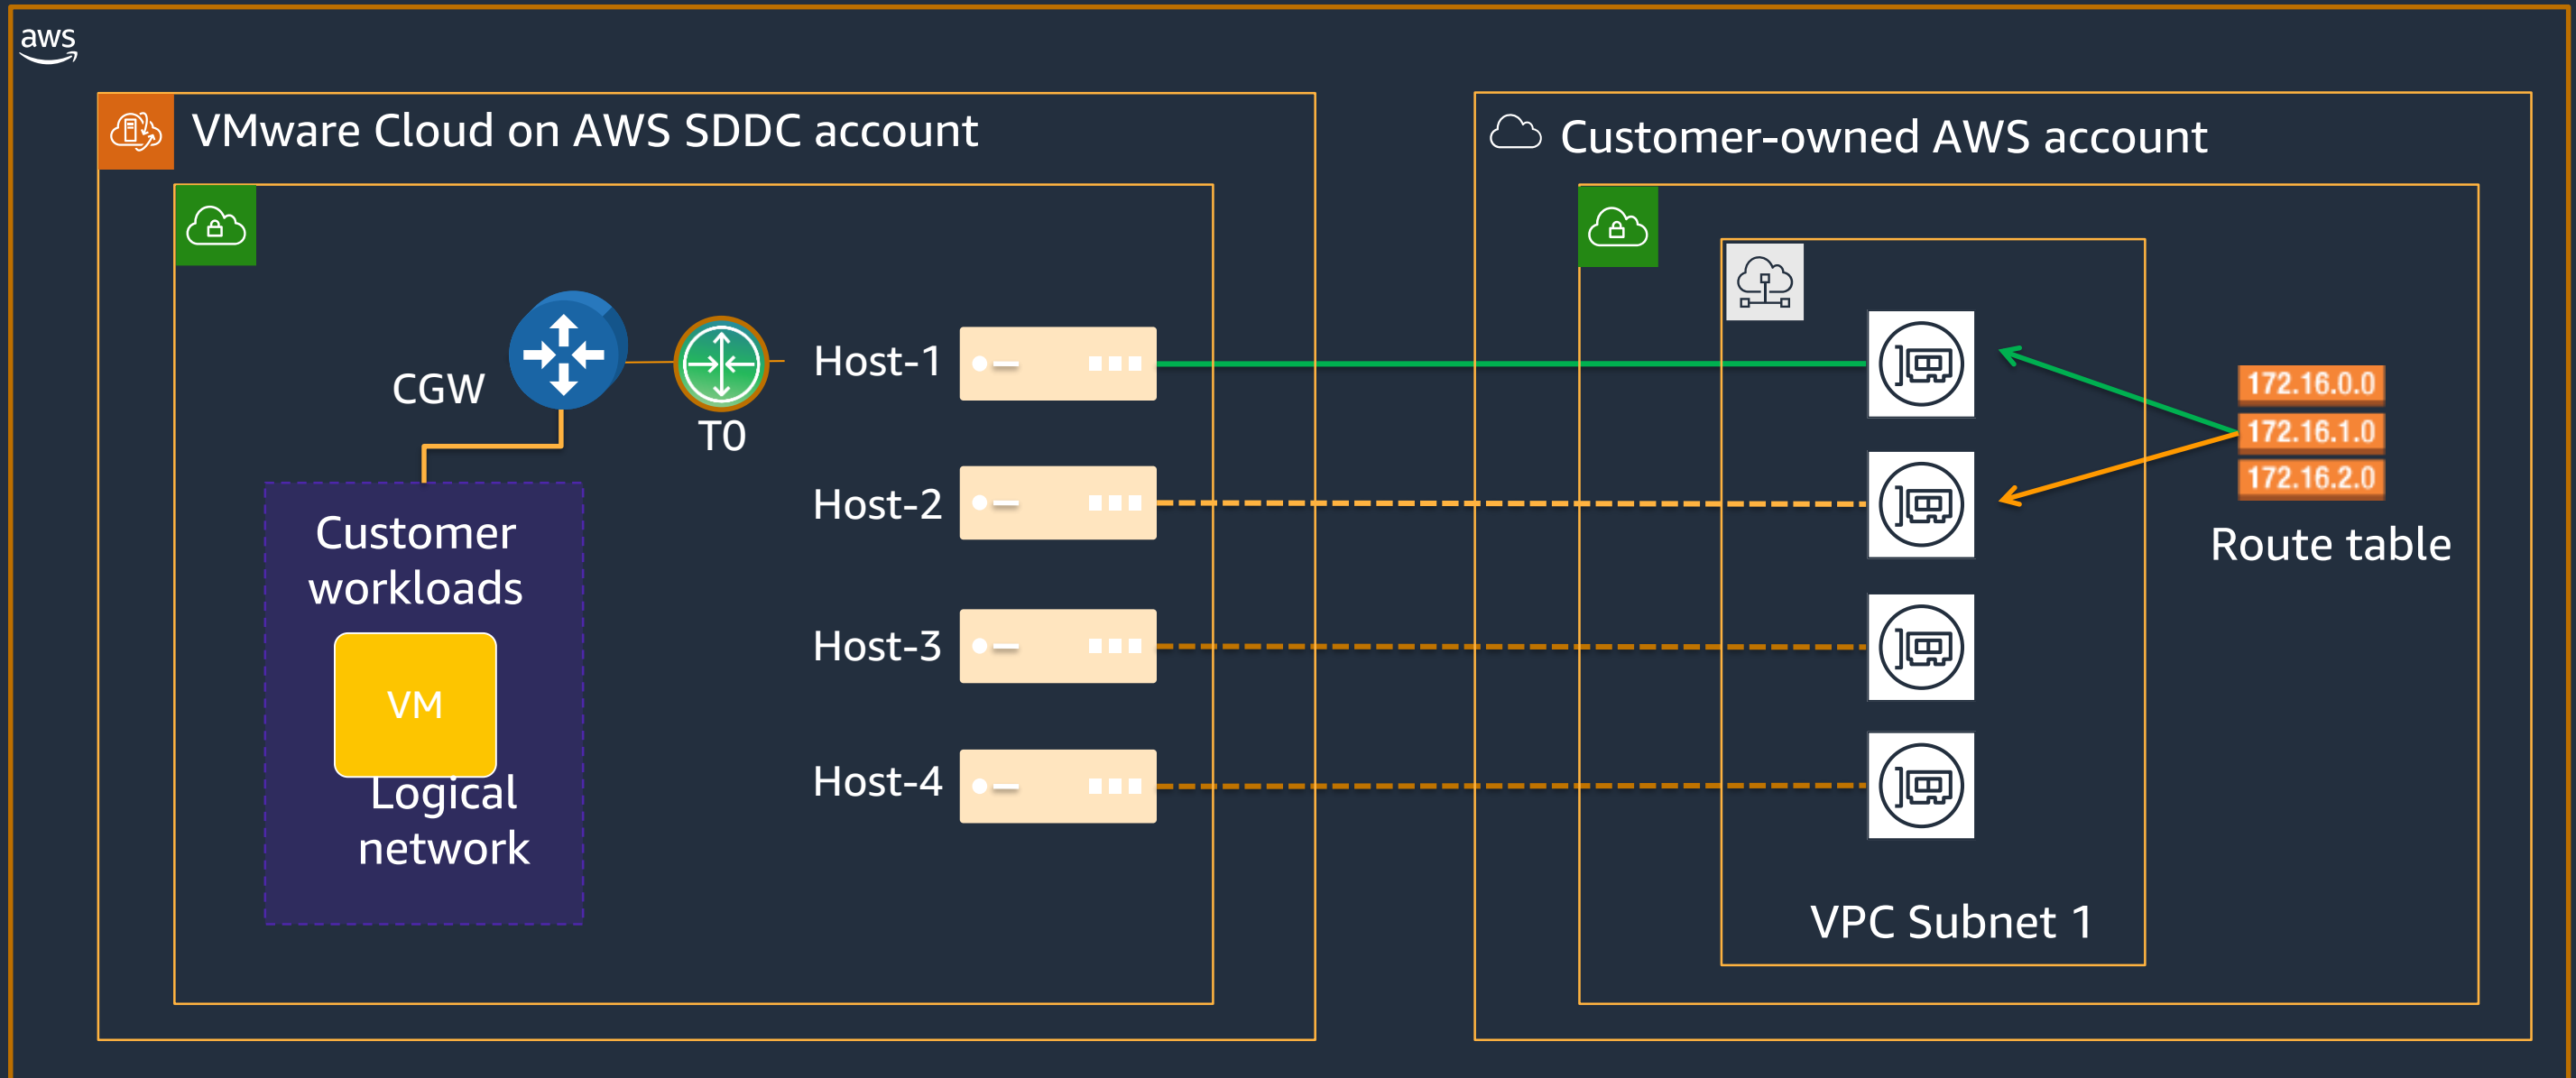 aws
VMware Cloud on AWS SDDC account
Customer-owned AWS account
CGW
T0
Host-1
Host-2
Host-3
Host-4
Customer
workloads
VM
Logical
network
172.16.0.0
172.16.1.0
172.16.2.0
Route table
VPC Subnet 1